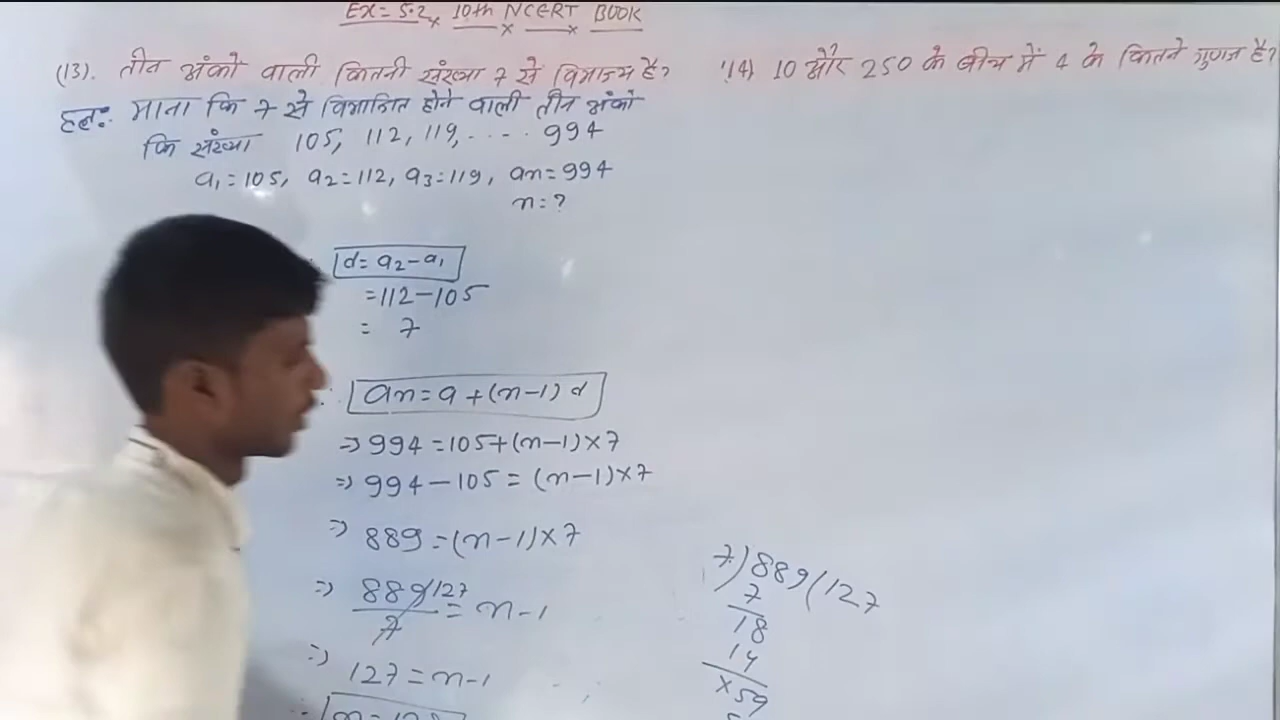 EX = 5.2, 10th NCERT BOOK
(13). तीन अंको वाली कितनी संख्या 7 से विभाज्य है?
हल:. माना कि 7 से विभाजित होने वाली तीन अंको
कि संख्या 105, 112, 119, .... 994
a₁ = 105, a₂ = 112, a₃ = 119, an = 994
n = ?
d = a₂ - a₁
= 112 - 105
= 7
an = a + (n-1) d
⇒ 994 = 105 + (n-1) × 7
⇒ 994 - 105 = (n-1) × 7
⇒ 889 = (n-1) × 7
⇒ 889/7 127 = n-1
⇒ 127 = n-1
7) 889 ( 127
7
18
14
×59
14) 10 और 250 के बीच में 4 के कितने गुणज है?